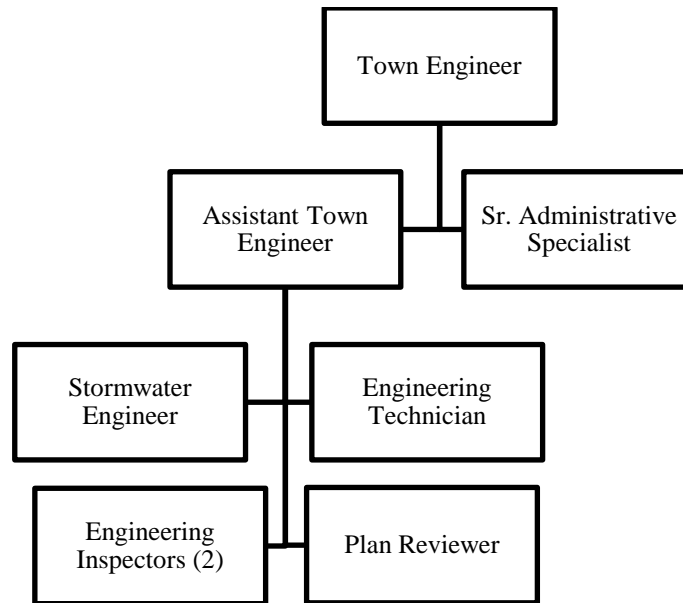 Town Engineer
Assistant Town
Engineer
Sr. Administrative
Specialist
Stormwater
Engineer
Engineering
Technician
Engineering
Inspectors (2)
Plan Reviewer